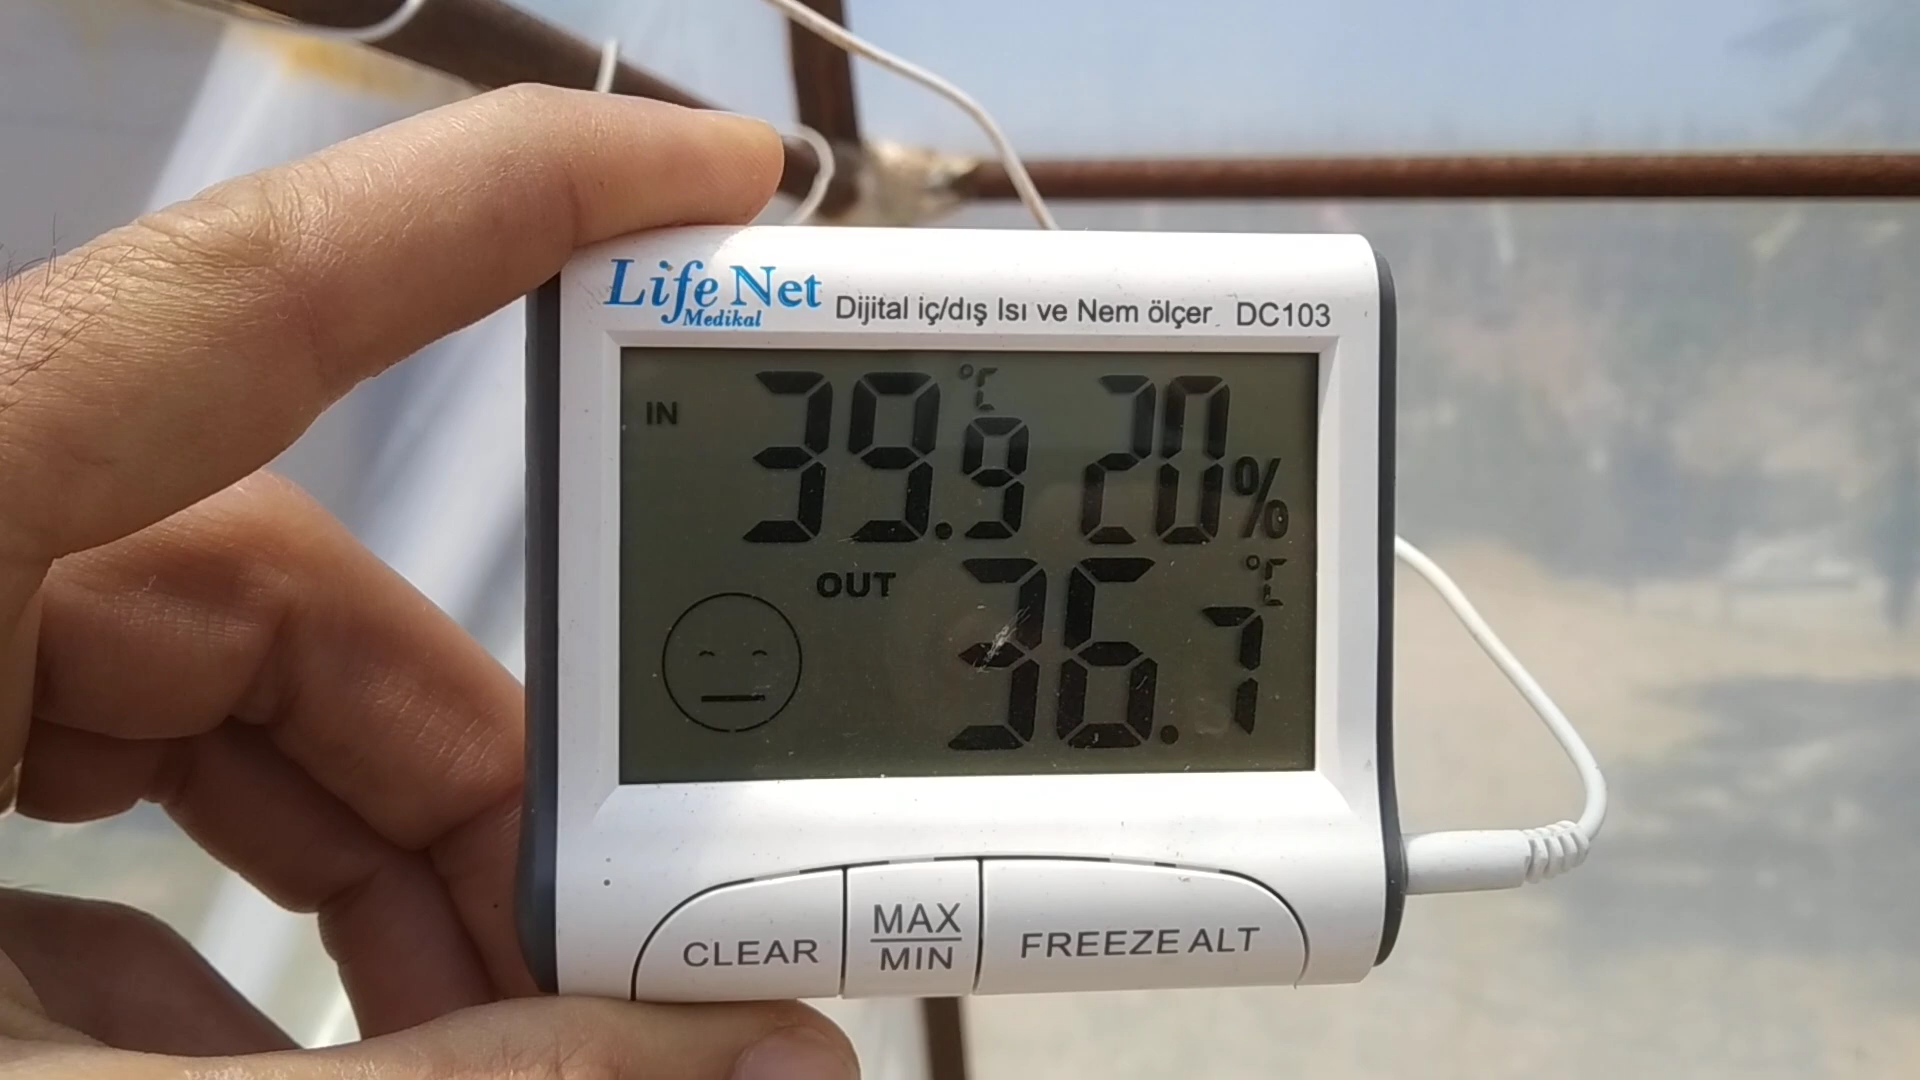 Life Net
Medikal
Dijital iç/dış Isı ve Nem ölçer DC103
IN 39.9 °C 20%
OUT 36.7 °C
CLEAR
MAX
MIN
FREEZE ALT